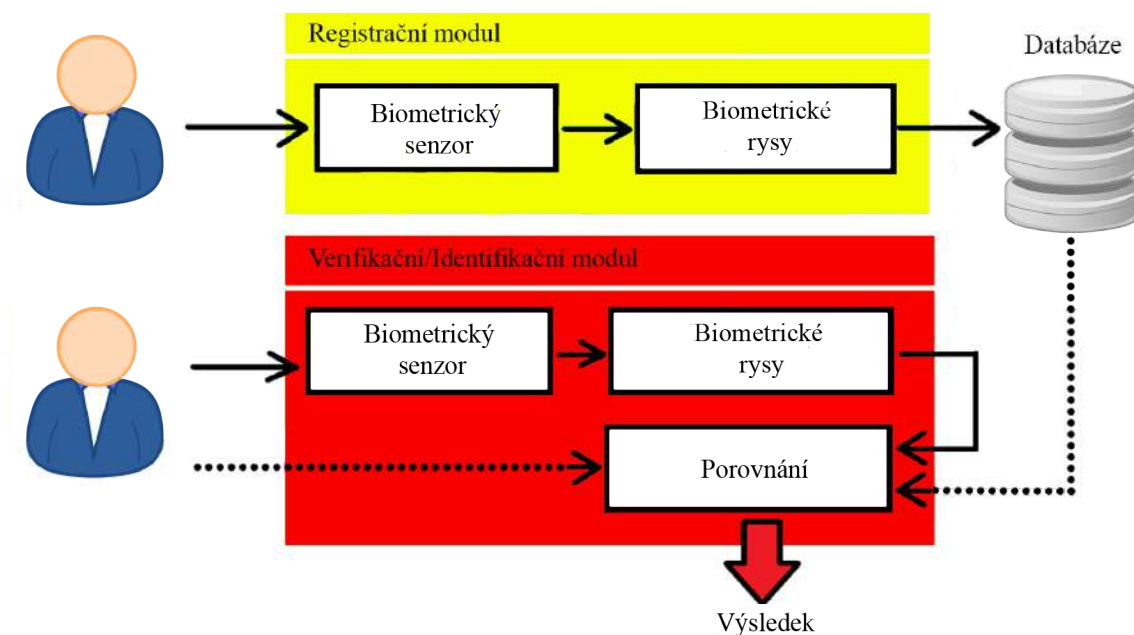 Registrační modul
Databáze
Biometrický
senzor
Biometrické
rysy
Verifikační/Identifikační modul
Biometrický
senzor
Biometrické
rysy
Porovnání
Výsledek